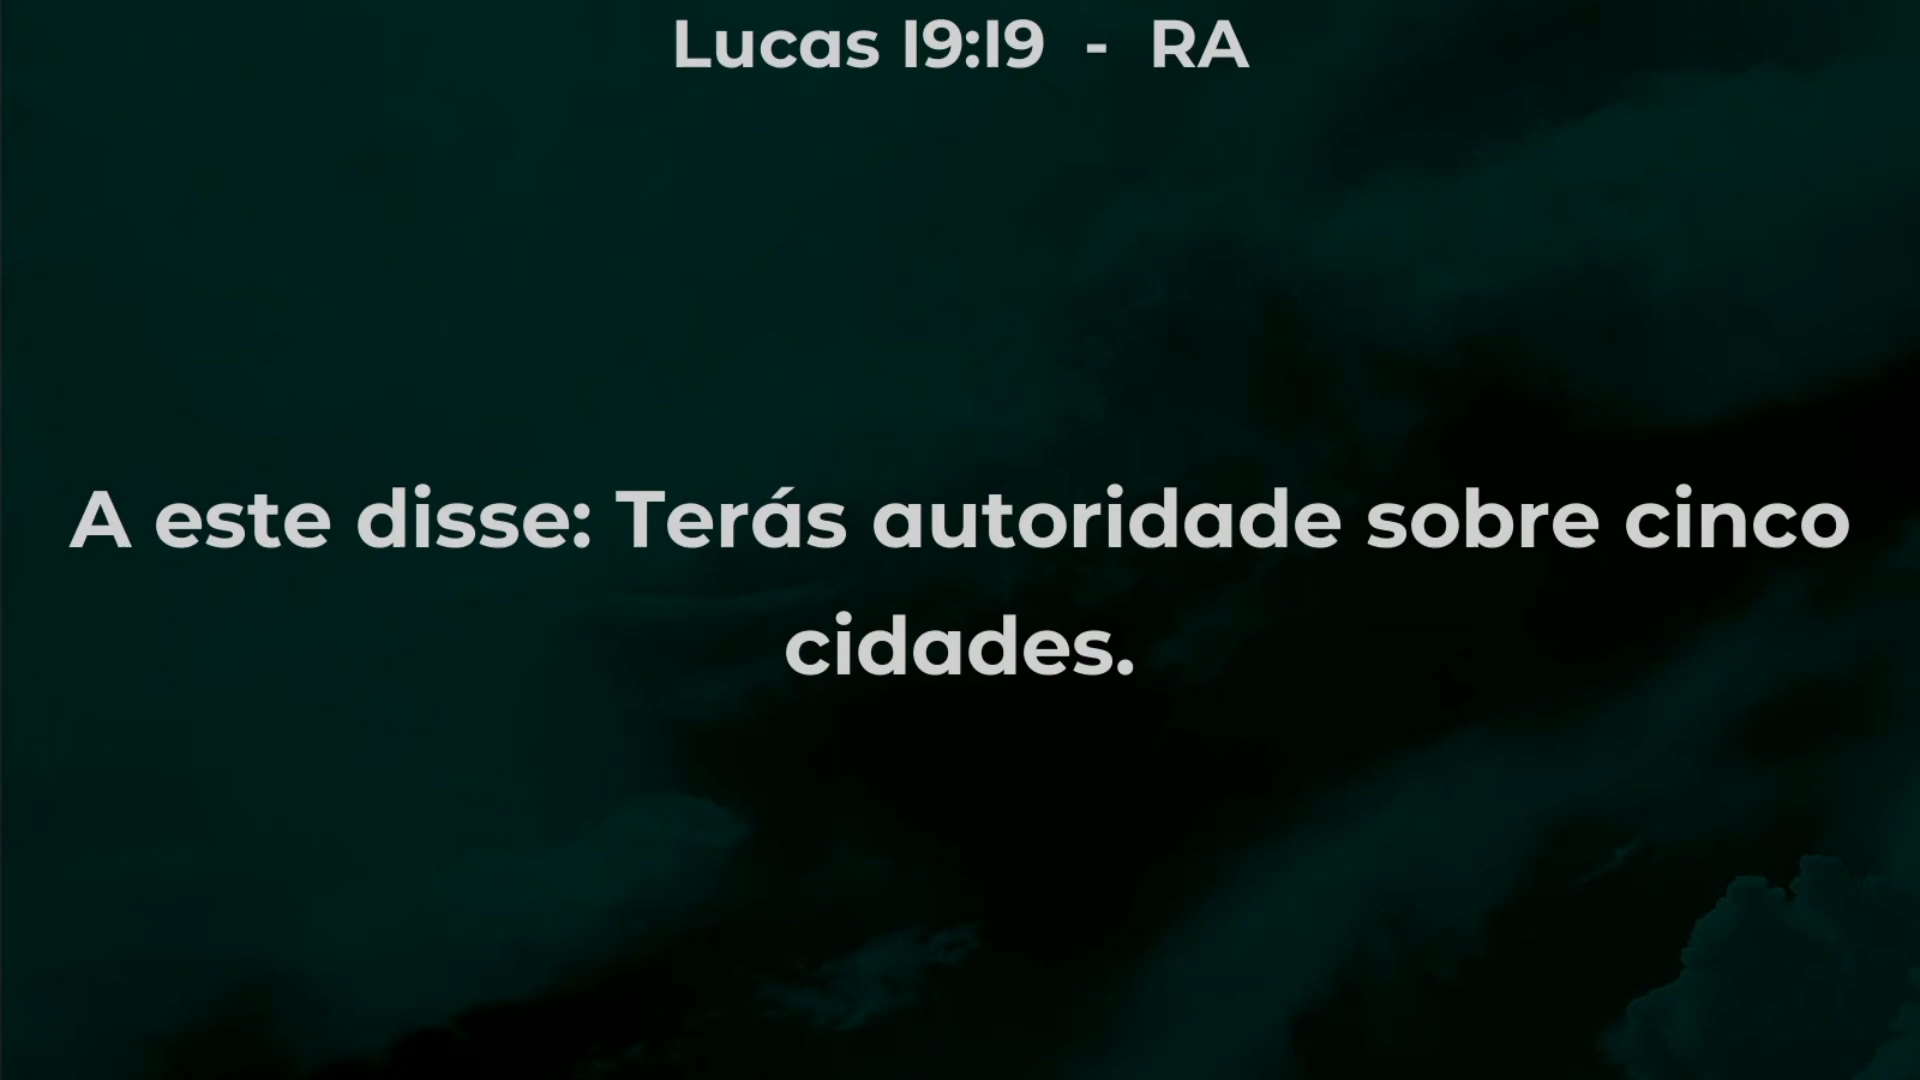 Lucas 19:19 - RA
A este disse: Terás autoridade sobre cinco
cidades.